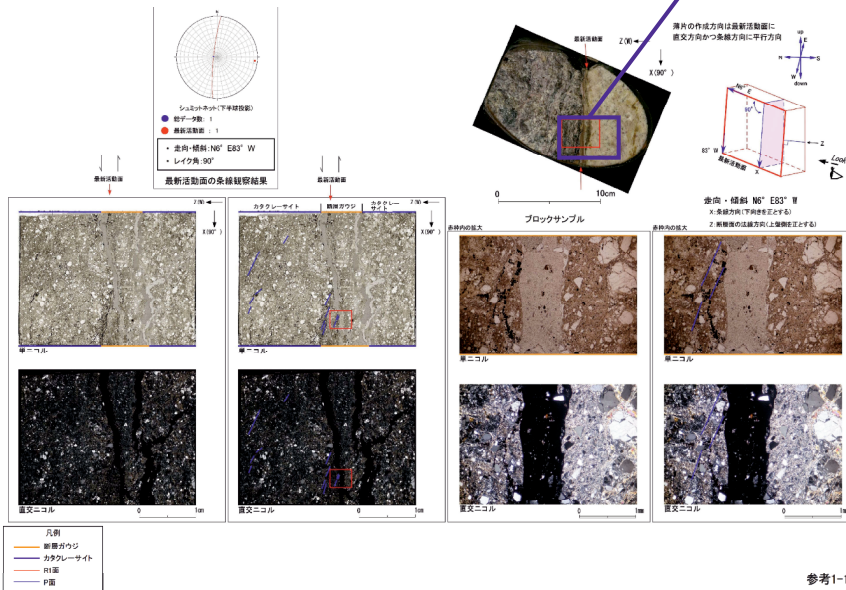 シュミットネット(下半球投影)
総データ数: 1
最新活動面 : 1
・ 走向・傾斜:N6° E83° W
・ レイク角:90°
最新活動面の条線観察結果
最新活動面
Z(W)
X(90°)
0
10cm
ブロックサンプル
薄片の作成方向は最新活動面に
直交方向かつ条線方向に平行方向
up
E
N
S
W
down
N6° E
90°
83° W
最新活動面
X
Z
Look
走向・傾斜 N6° E83° W
X:条線方向(下向きを正とする)
Z:断層面の法線方向(上盤側を正とする)
最新活動面
Z(W)
X(90°)
単ニコル
直交ニコル
0
1cm
最新活動面
カタクレーサイト
断層ガウジ
カタクレー
サイト
Z(W)
X(90°)
単ニコル
直交ニコル
0
1cm
赤枠内の拡大
単ニコル
直交ニコル
0
1mm
赤枠内の拡大
単ニコル
直交ニコル
0
1mm
凡例
断層ガウジ
カタクレーサイト
R1面
P面
参考1-1